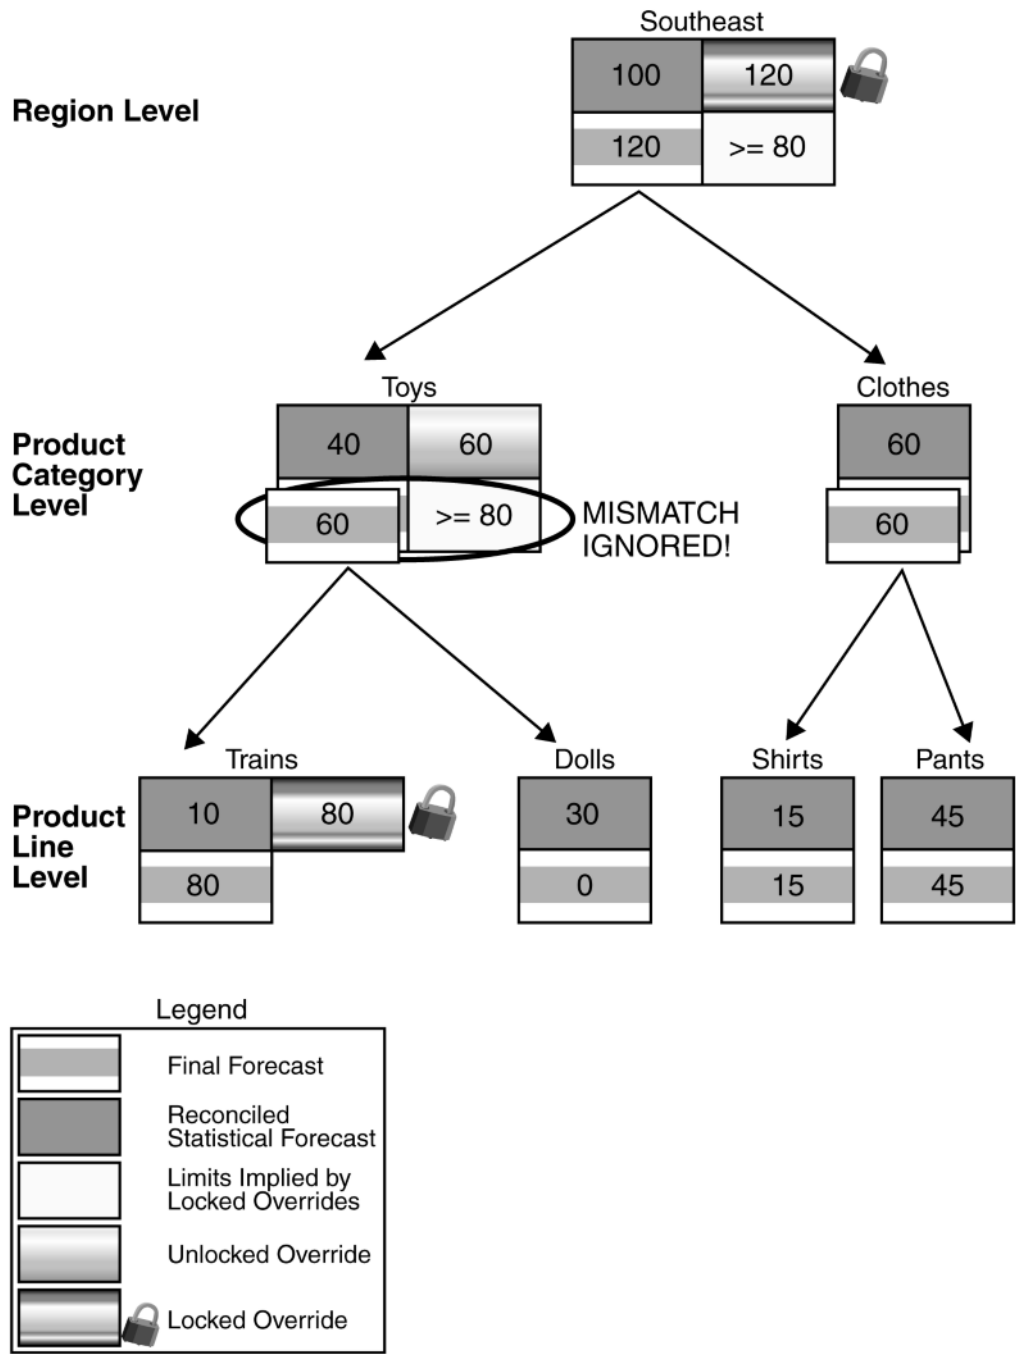 Southeast
100 120
Region Level
120 >= 80
Toys Clothes
Product
Category
Level
40 60 60
60 >= 80 MISMATCH
IGNORED!
60
Trains Dolls Shirts Pants
Product
Line
Level
10 80 30 15 45
80 0 15 45
Legend
Final Forecast
Reconciled
Statistical Forecast
Limits Implied by
Locked Overrides
Unlocked Override
Locked Override